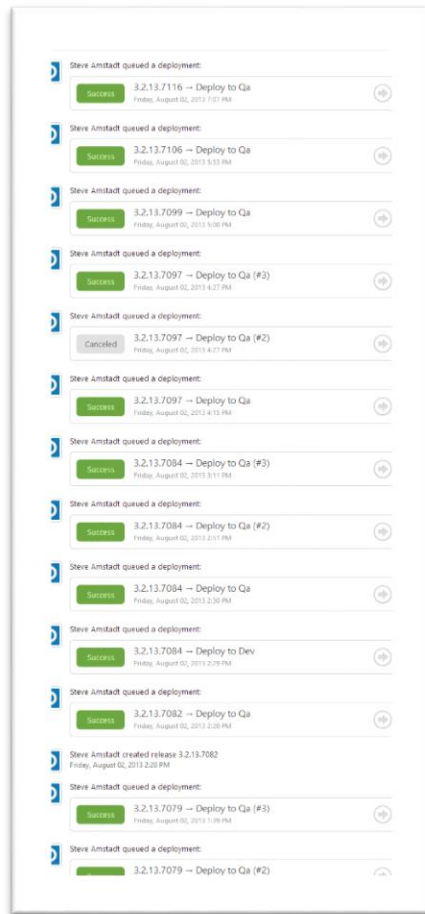 Steve Amstadt queued a deployment:
Success
3.2.13.7116 → Deploy to Qa
Friday, August 02, 2013 7:07 PM
Steve Amstadt queued a deployment:
Success
3.2.13.7106 → Deploy to Qa
Friday, August 02, 2013 5:53 PM
Steve Amstadt queued a deployment:
Success
3.2.13.7099 → Deploy to Qa
Friday, August 02, 2013 5:00 PM
Steve Amstadt queued a deployment:
Success
3.2.13.7097 → Deploy to Qa (#3)
Friday, August 02, 2013 4:27 PM
Steve Amstadt queued a deployment:
Canceled
3.2.13.7097 → Deploy to Qa (#2)
Friday, August 02, 2013 4:27 PM
Steve Amstadt queued a deployment:
Success
3.2.13.7097 → Deploy to Qa
Friday, August 02, 2013 4:15 PM
Steve Amstadt queued a deployment:
Success
3.2.13.7084 → Deploy to Qa (#3)
Friday, August 02, 2013 3:11 PM
Steve Amstadt queued a deployment:
Success
3.2.13.7084 → Deploy to Qa (#2)
Friday, August 02, 2013 2:51 PM
Steve Amstadt queued a deployment:
Success
3.2.13.7084 → Deploy to Qa
Friday, August 02, 2013 2:30 PM
Steve Amstadt queued a deployment:
Success
3.2.13.7084 → Deploy to Dev
Friday, August 02, 2013 2:29 PM
Steve Amstadt queued a deployment:
Success
3.2.13.7082 → Deploy to Qa
Friday, August 02, 2013 2:20 PM
Steve Amstadt created release 3.2.13.7082
Friday, August 02, 2013 2:20 PM
Steve Amstadt queued a deployment:
Success
3.2.13.7079 → Deploy to Qa (#3)
Friday, August 02, 2013 1:39 PM
Steve Amstadt queued a deployment:
3.2.13.7079 → Deploy to Qa (#2)